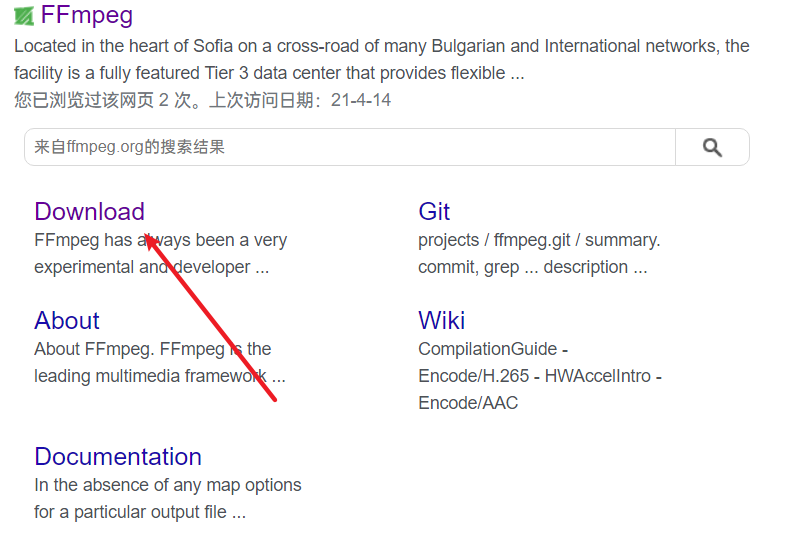 FFmpeg
Located in the heart of Sofia on a cross-road of many Bulgarian and International networks, the
facility is a fully featured Tier 3 data center that provides flexible ...
您已浏览过该网页 2 次。上次访问日期：21-4-14
来自ffmpeg.org的搜索结果
Download
FFmpeg has always been a very
experimental and developer ...
Git
projects / ffmpeg.git / summary.
commit, grep ... description ...
About
About FFmpeg. FFmpeg is the
leading multimedia framework ...
Wiki
CompilationGuide -
Encode/H.265 - HWAccelIntro -
Encode/AAC
Documentation
In the absence of any map options
for a particular output file ...